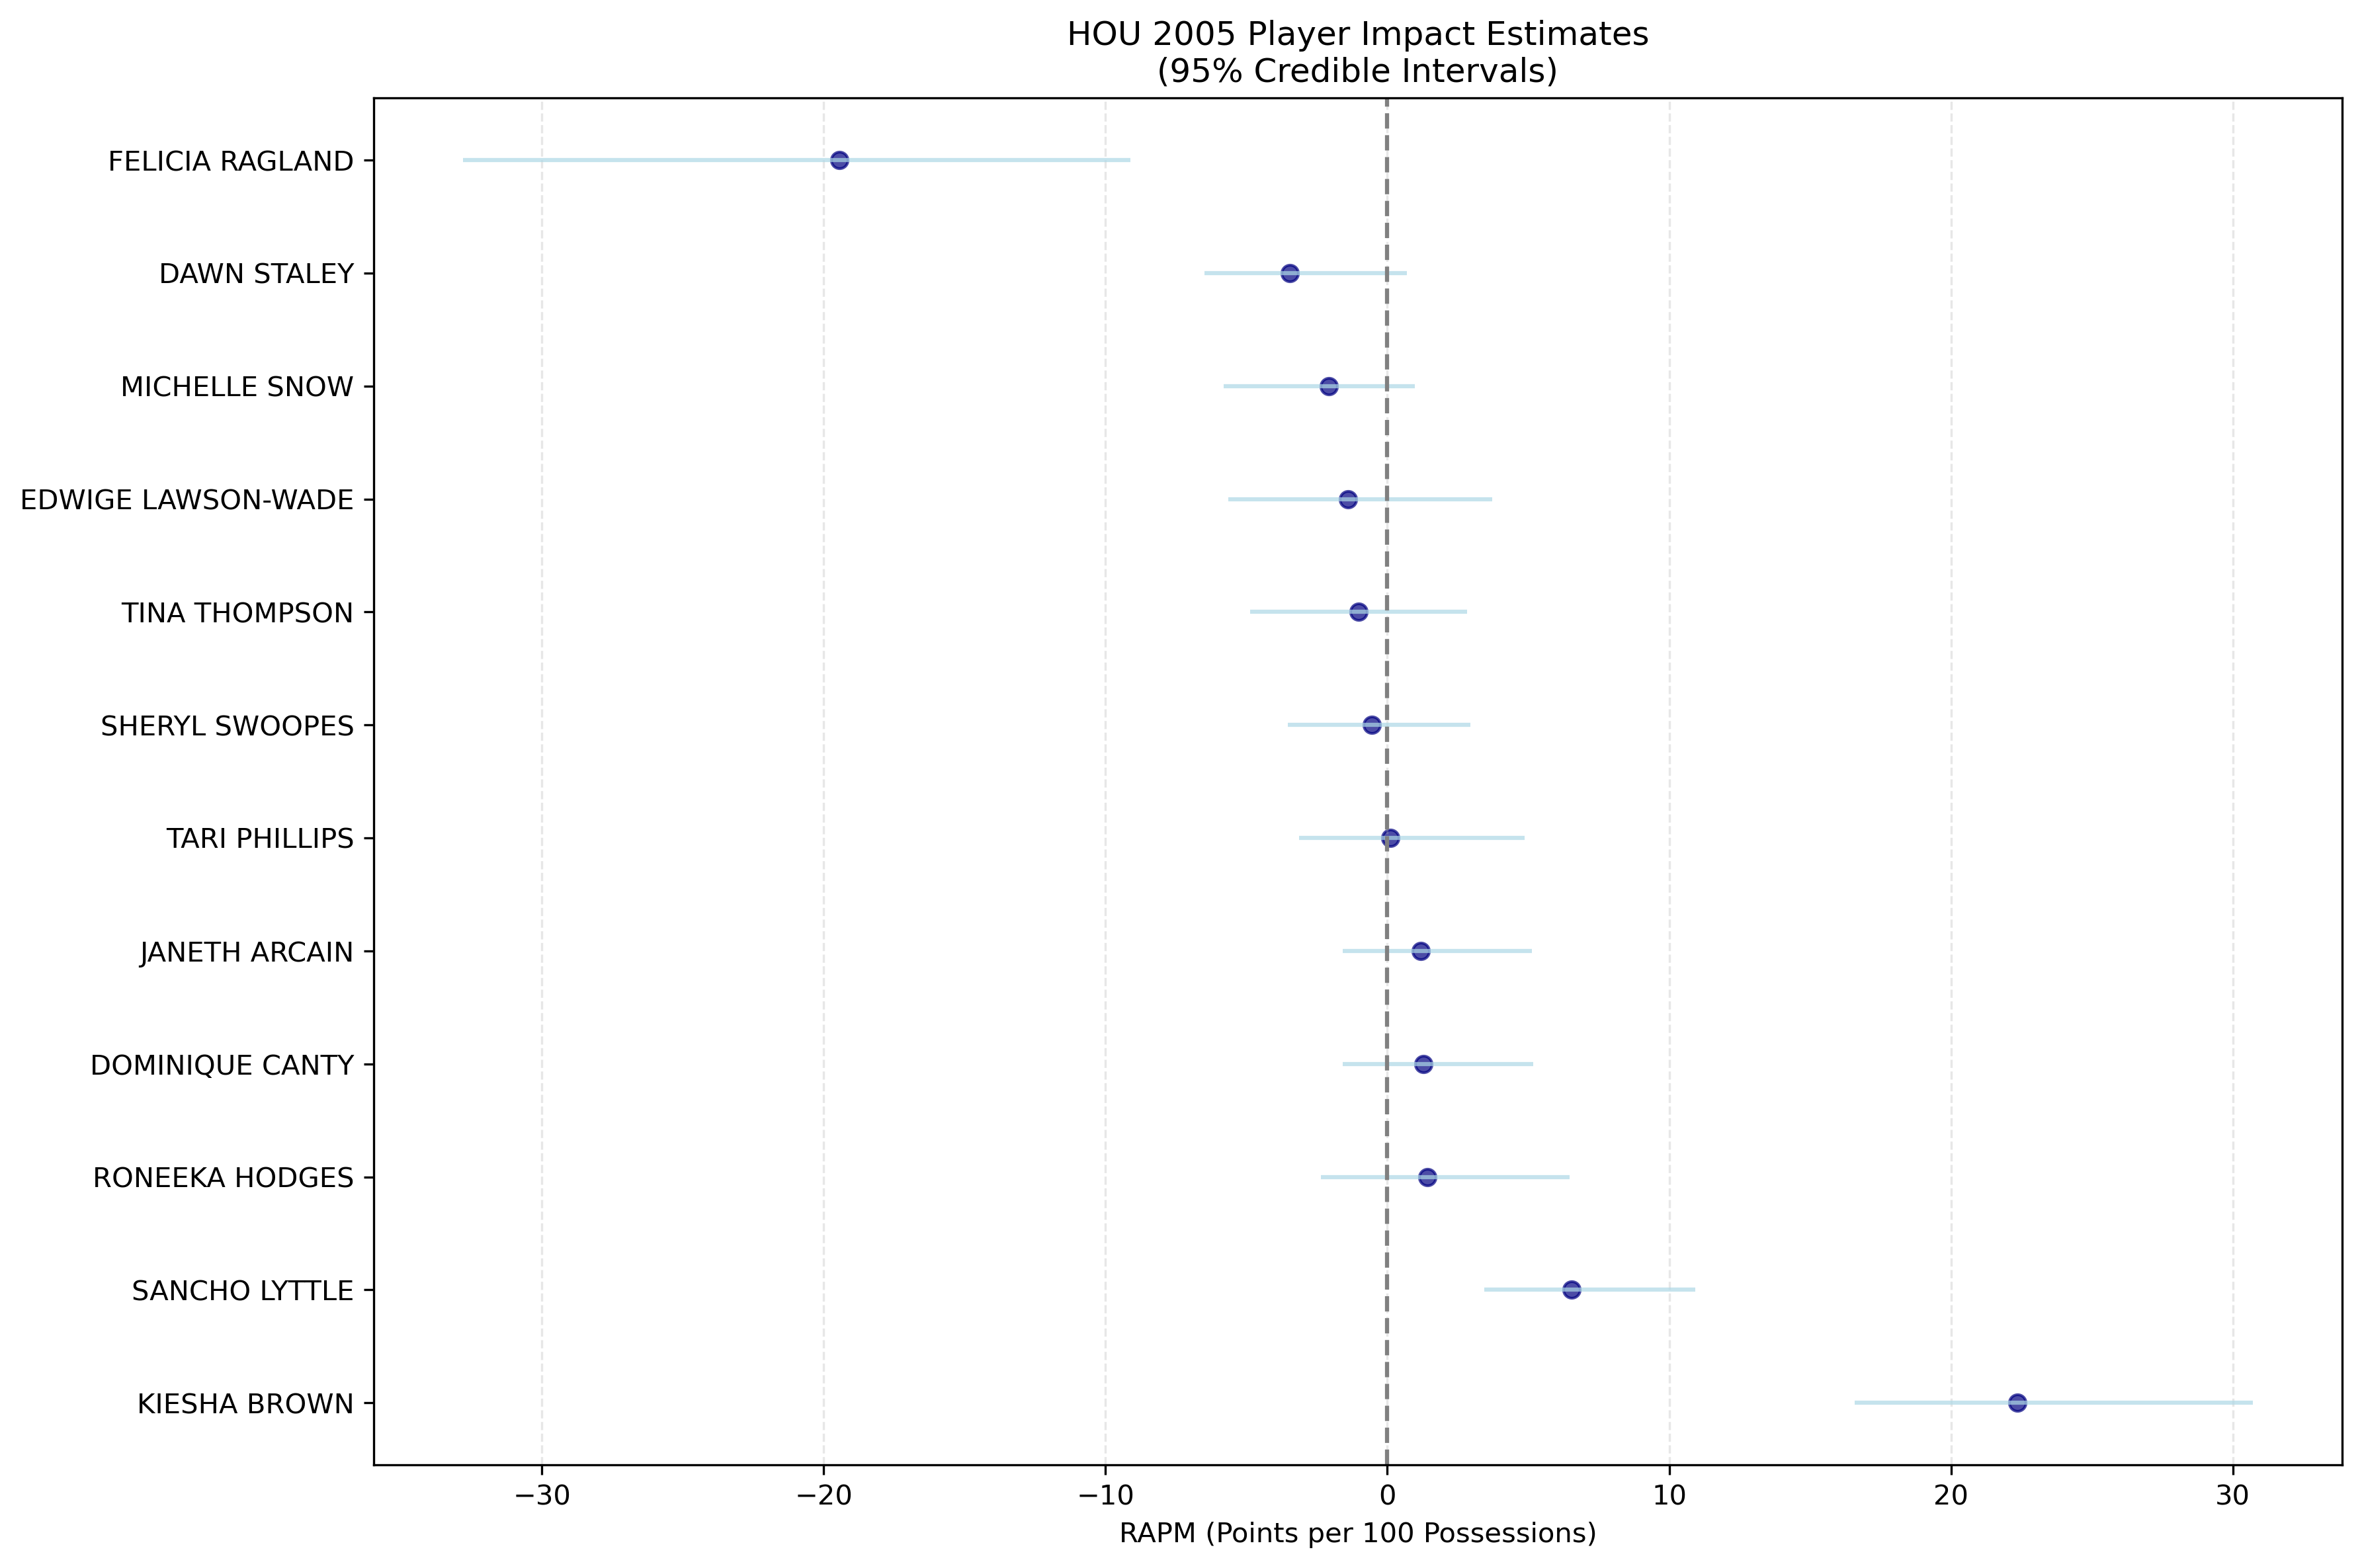 HOU 2005 Player Impact Estimates
(95% Credible Intervals)
FELICIA RAGLAND
DAWN STALEY
MICHELLE SNOW
EDWIGE LAWSON-WADE
TINA THOMPSON
SHERYL SWOOPES
TARI PHILLIPS
JANETH ARCAIN
DOMINIQUE CANTY
RONEEKA HODGES
SANCHO LYTTLE
KIESHA BROWN
−30 −20 −10 0 10 20 30
RAPM (Points per 100 Possessions)